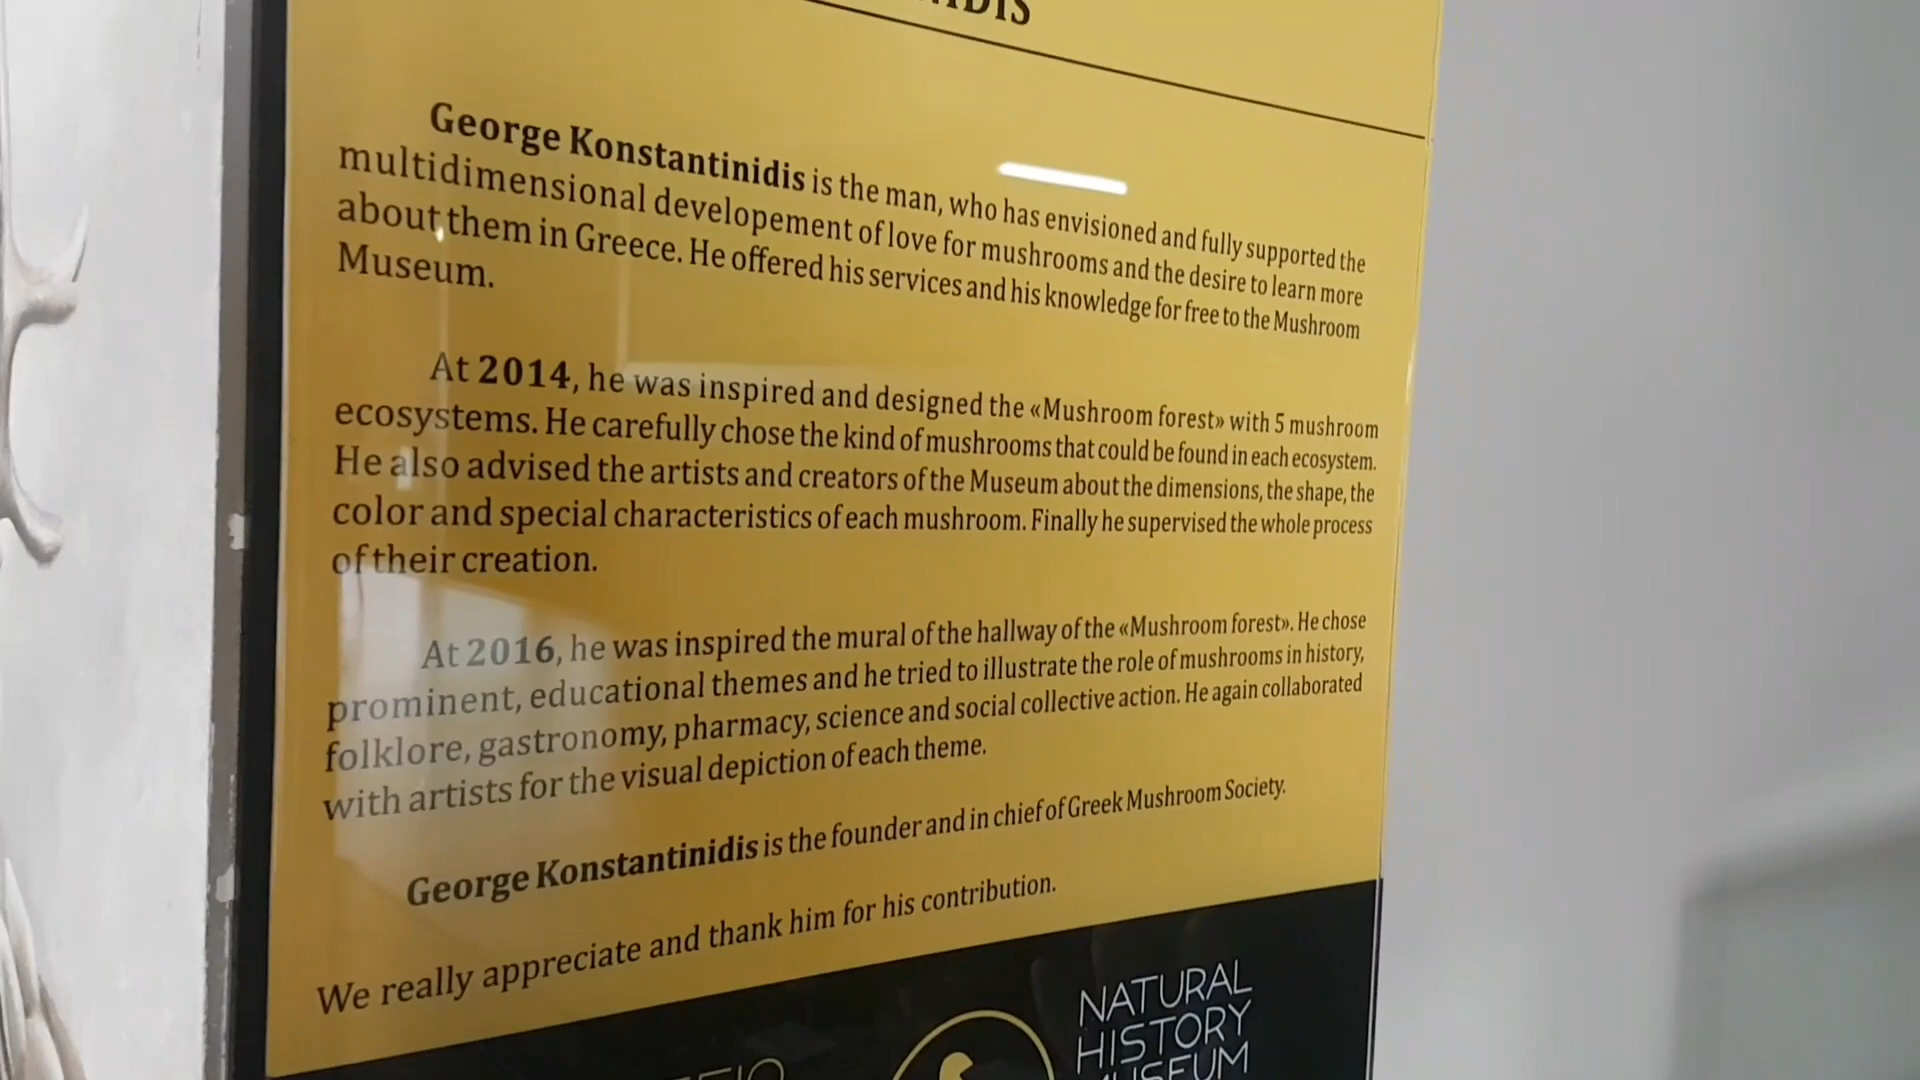 George Konstantinidis is the man, who has envisioned and fully supported the
multidimensional developement of love for mushrooms and the desire to learn more
about them in Greece. He offered his services and his knowledge for free to the Mushroom
Museum.
At 2014, he was inspired and designed the «Mushroom forest» with 5 mushroom
ecosystems. He carefully chose the kind of mushrooms that could be found in each ecosystem.
He also advised the artists and creators of the Museum about the dimensions, the shape, the
color and special characteristics of each mushroom. Finally he supervised the whole process
of their creation.
At 2016, he was inspired the mural of the hallway of the «Mushroom forest». He chose
prominent, educational themes and he tried to illustrate the role of mushrooms in history,
folklore, gastronomy, pharmacy, science and social collective action. He again collaborated
with artists for the visual depiction of each theme.
George Konstantinidis is the founder and in chief of Greek Mushroom Society.
We really appreciate and thank him for his contribution.
NATURAL
HISTORY
MUSEUM